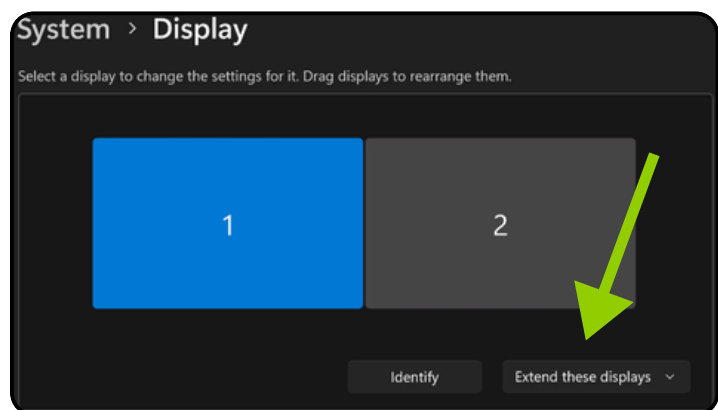 System > Display
Select a display to change the settings for it. Drag displays to rearrange them.
1 2
Identify Extend these displays